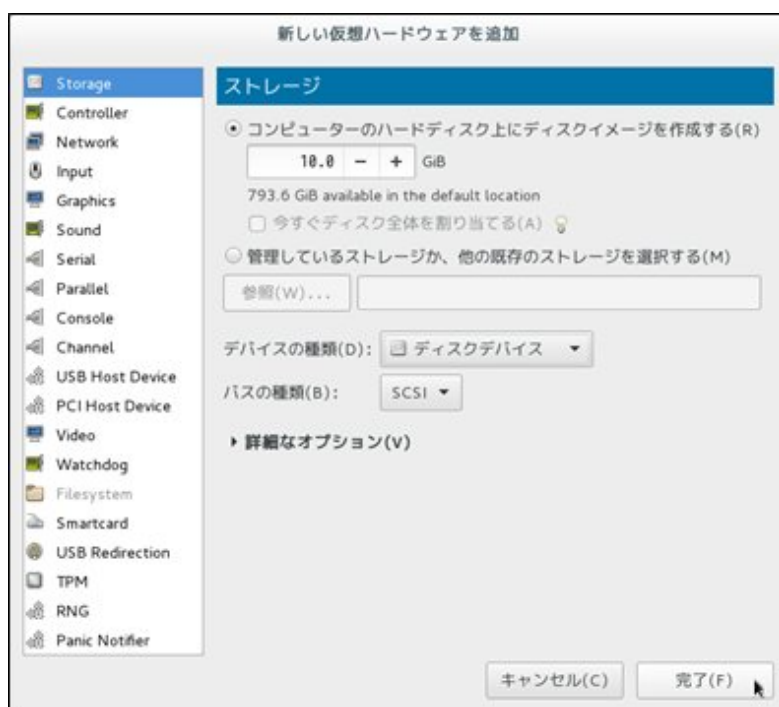 新しい仮想ハードウェアを追加
Storage
Controller
Network
Input
Graphics
Sound
Serial
Parallel
Console
Channel
USB Host Device
PCI Host Device
Video
Watchdog
Filesystem
Smartcard
USB Redirection
TPM
RNG
Panic Notifier
ストレージ
コンピューターのハードディスク上にディスクイメージを作成する(R)
10.0 − + GiB
793.6 GiB available in the default location
今すぐディスク全体を割り当てる(A)
管理しているストレージか、他の既存のストレージを選択する(M)
参照(W)...
デバイスの種類(D): ディスクデバイス
バスの種類(B): SCSI
詳細なオプション(V)
キャンセル(C) 完了(F)